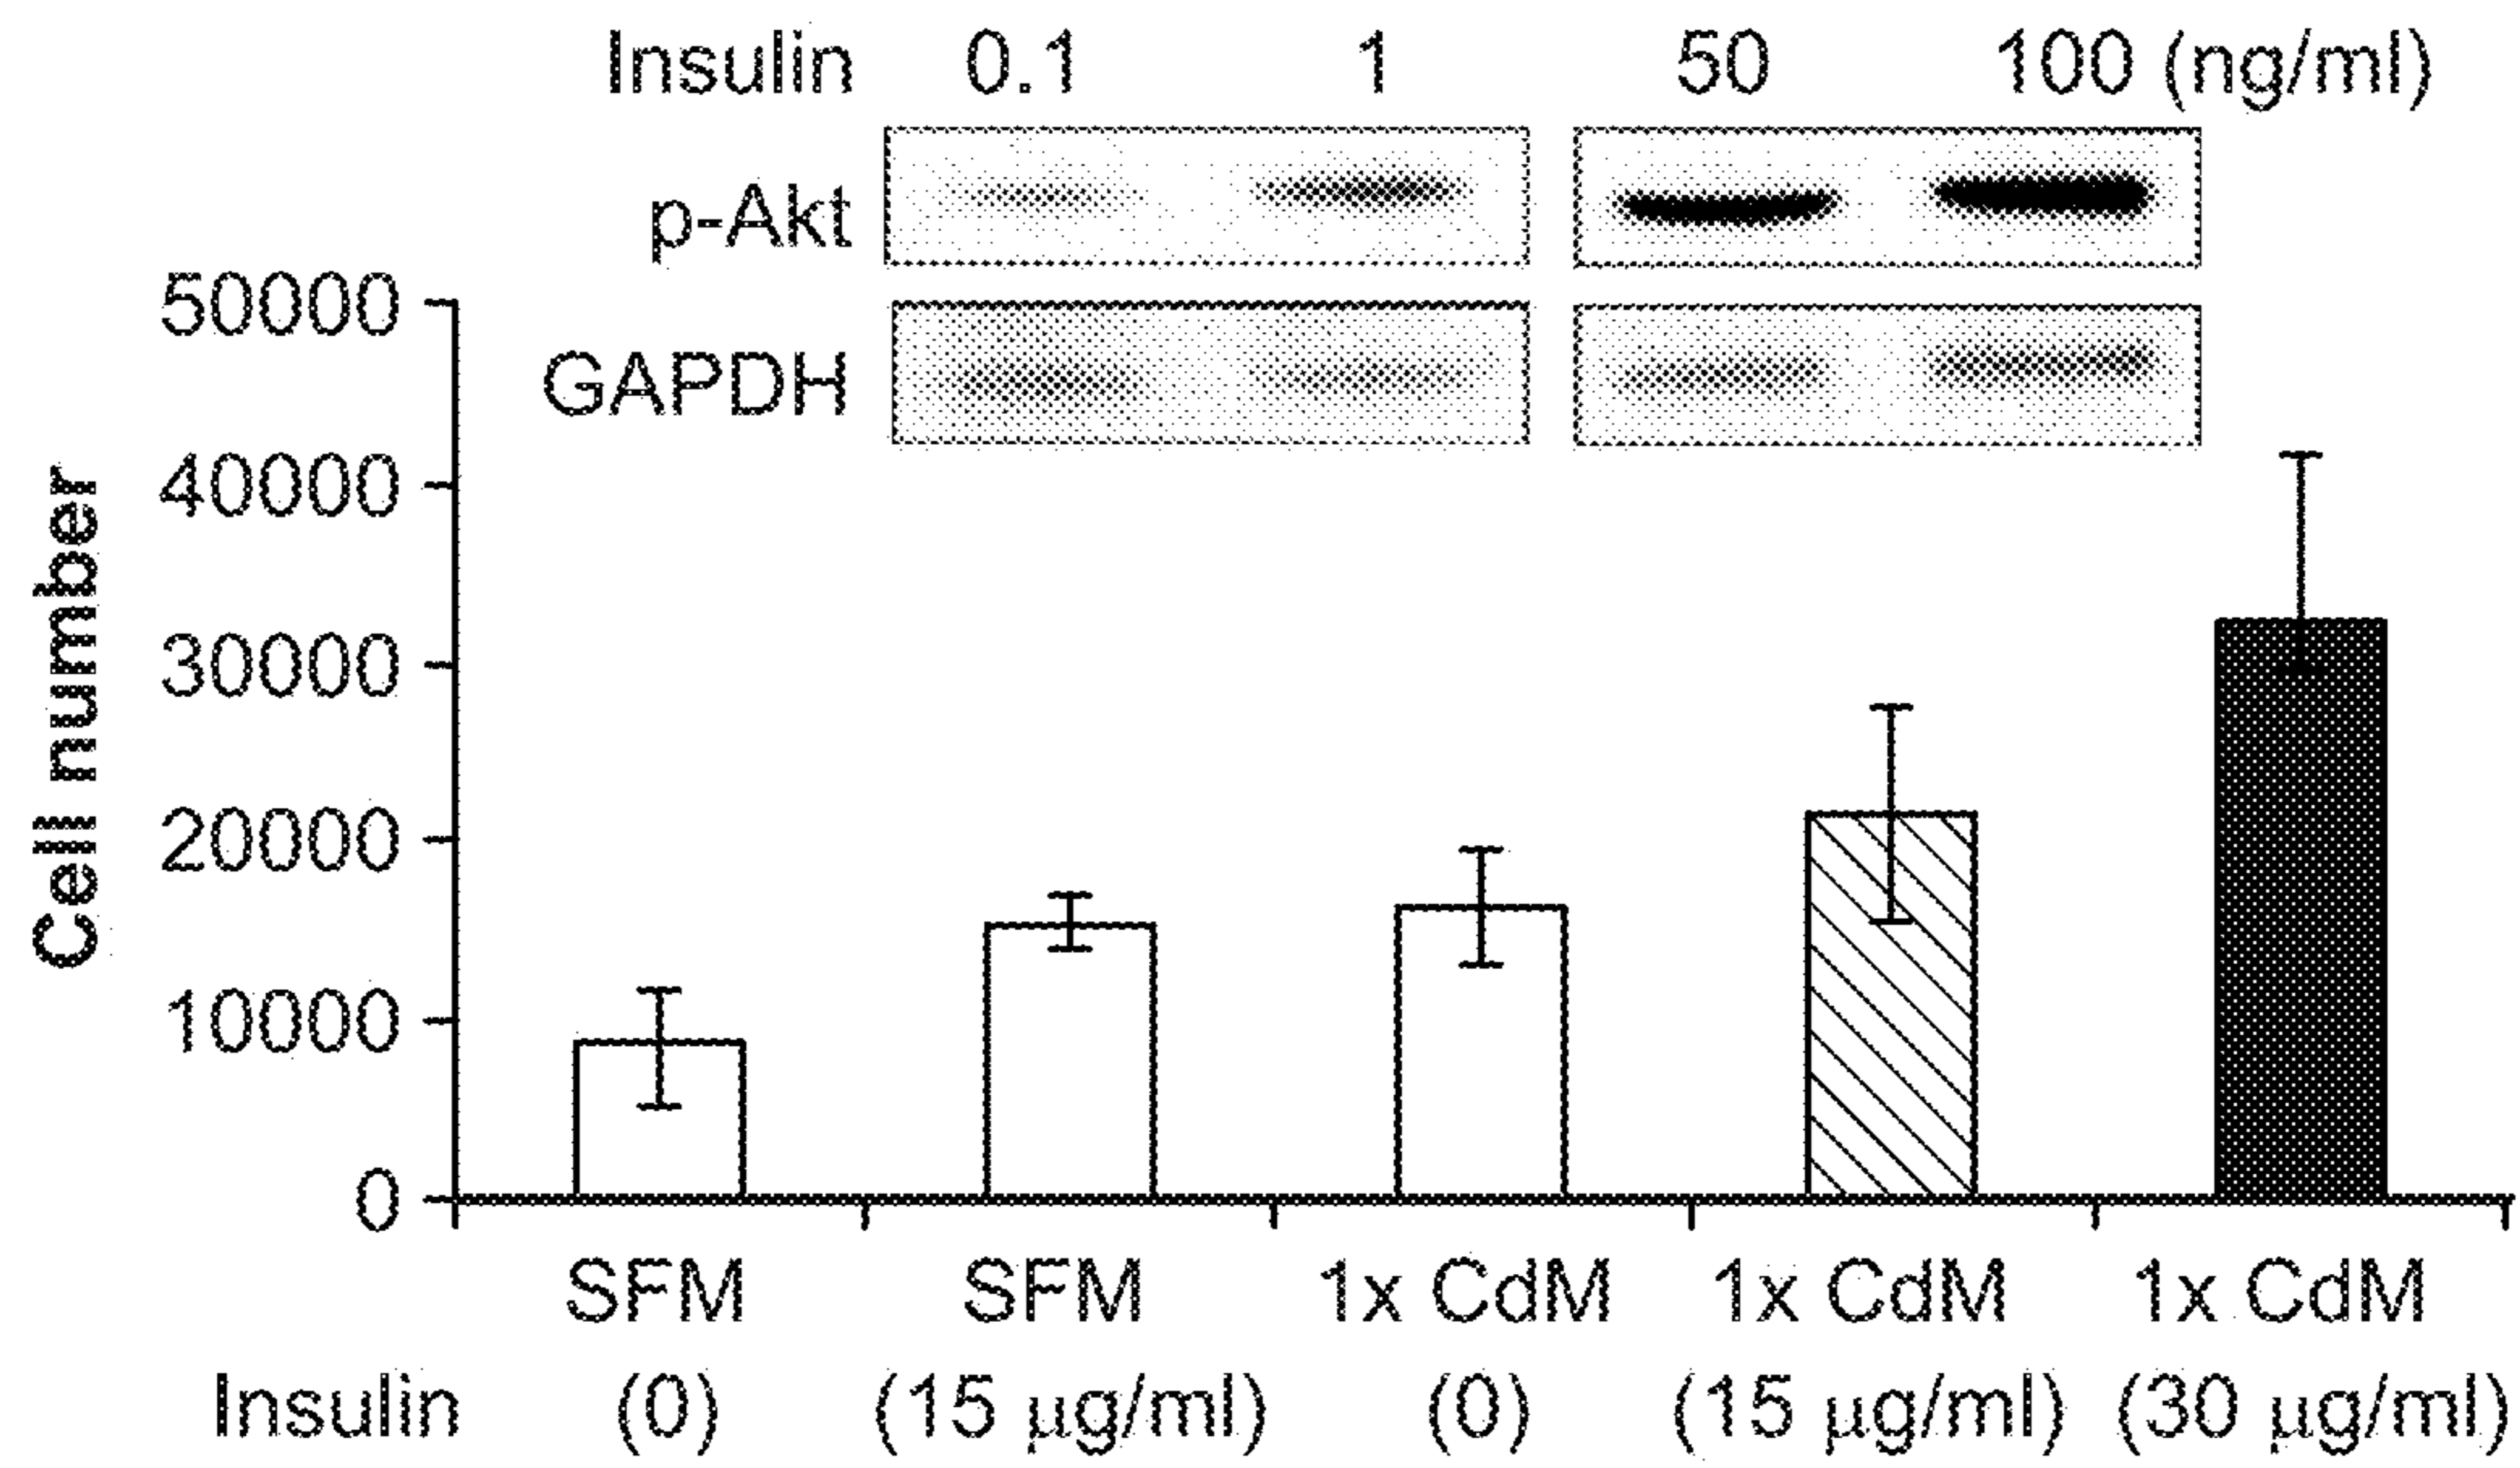 Insulin 0.1 1 50 100 (ng/ml)
p-Akt
GAPDH
Cell number
50000
40000
30000
20000
10000
0
SFM SFM 1x CdM 1x CdM 1x CdM
Insulin (0) (15 μg/ml) (0) (15 μg/ml) (30 μg/ml)